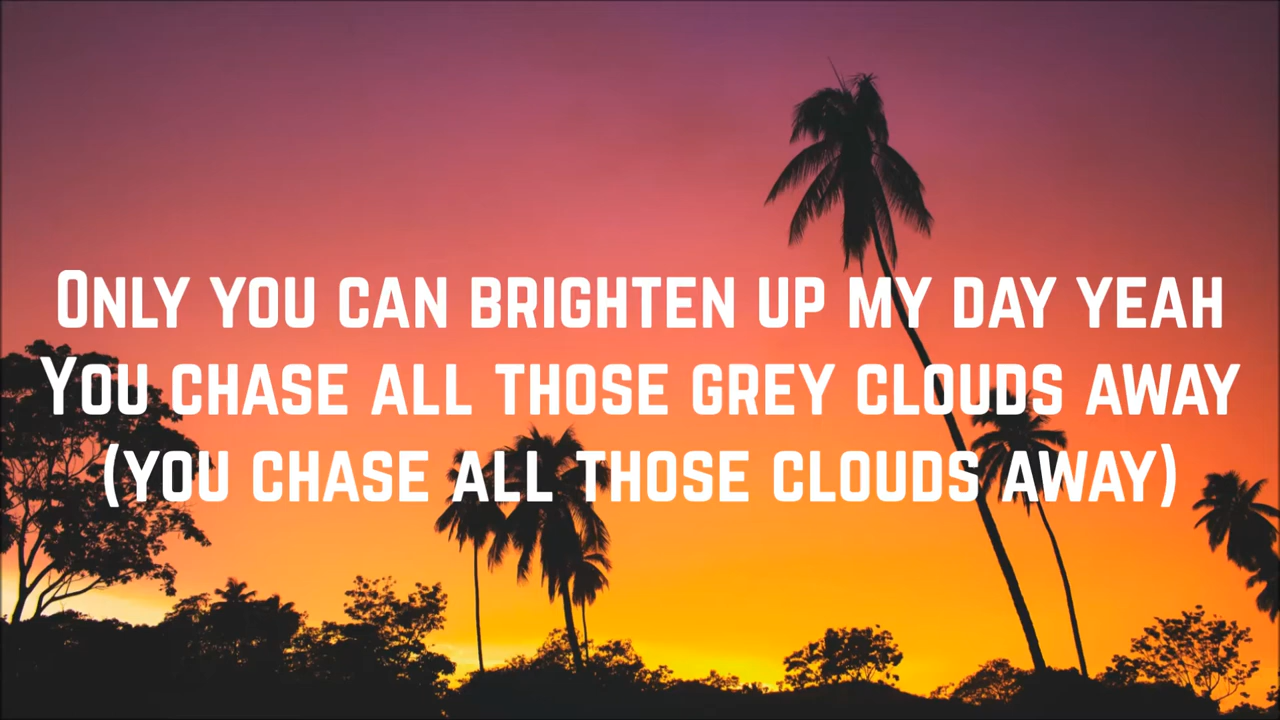 Only you can brighten up my day yeah
You chase all those grey clouds away
(you chase all those clouds away)